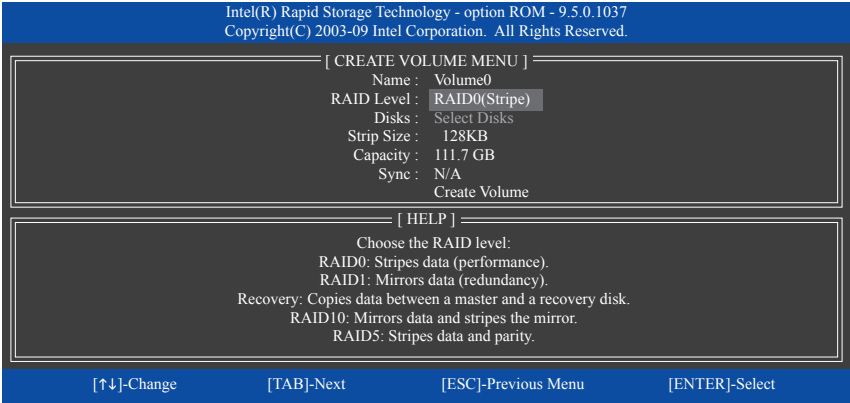 Intel(R) Rapid Storage Technology - option ROM - 9.5.0.1037
Copyright(C) 2003-09 Intel Corporation. All Rights Reserved.
[ CREATE VOLUME MENU ]
Name : Volume0
RAID Level : RAID0(Stripe)
Disks : Select Disks
Strip Size : 128KB
Capacity : 111.7 GB
Sync : N/A
Create Volume
[ HELP ]
Choose the RAID level:
RAID0: Stripes data (performance).
RAID1: Mirrors data (redundancy).
Recovery: Copies data between a master and a recovery disk.
RAID10: Mirrors data and stripes the mirror.
RAID5: Stripes data and parity.
[↑↓]-Change [TAB]-Next [ESC]-Previous Menu [ENTER]-Select